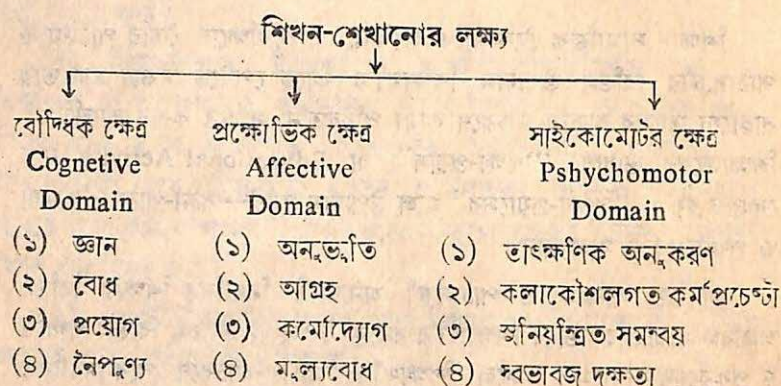 শিখন-শেখানোর লক্ষ্য
বৌদ্ধিক ক্ষেত্র
Cognetive
Domain
(১) জ্ঞান
(২) বোধ
(৩) প্রয়োগ
(৪) নৈপুণ্য
প্রক্ষোভিক ক্ষেত্র
Affective
Domain
(১) অনুভূতি
(২) আগ্রহ
(৩) কর্মোদ্যোগ
(৪) মূল্যবোধ
সাইকোমোটর ক্ষেত্র
Pshychomotor
Domain
(১) তাৎক্ষণিক অনুকরণ
(২) কলাকৌশলগত কর্মপ্রচেষ্টা
(৩) সুনিয়ন্ত্রিত সমন্বয়
(৪) স্বভাবজ দক্ষতা